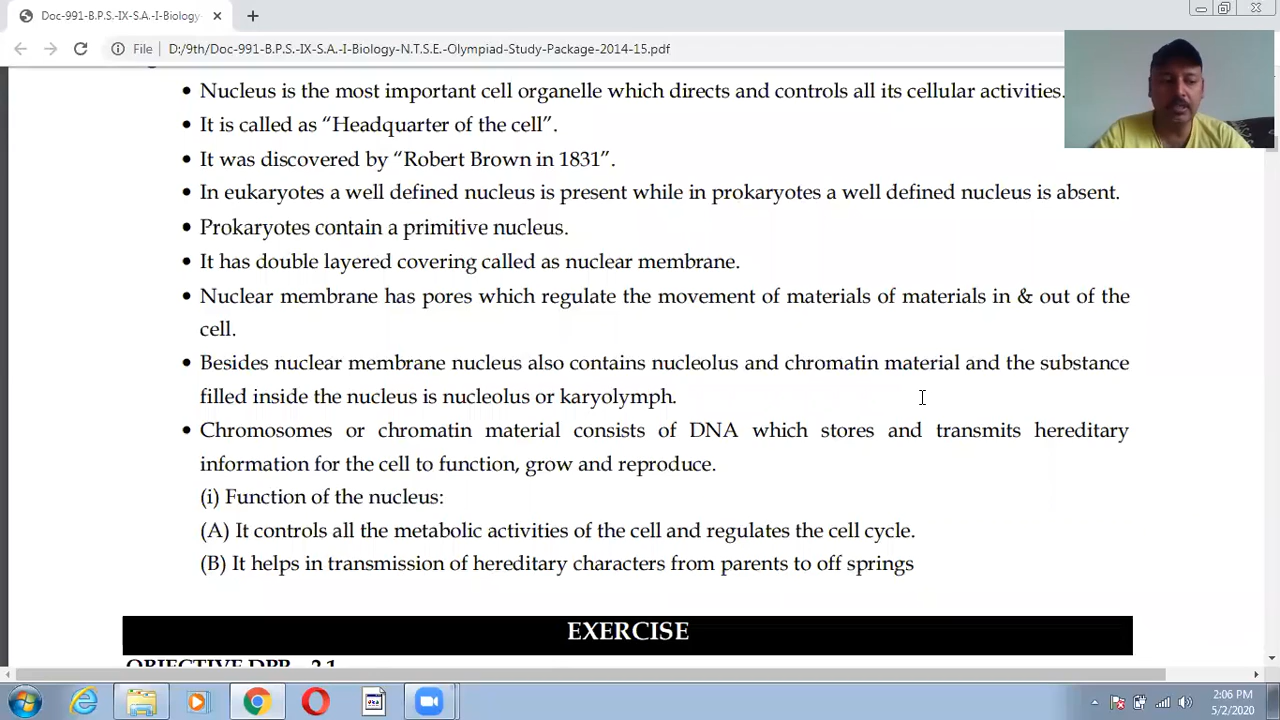 Doc-991-B.P.S.-IX-S.A.-I-Biology-
File D:/9th/Doc-991-B.P.S.-IX-S.A.-I-Biology-N.T.S.E.-Olympiad-Study-Package-2014-15.pdf
• Nucleus is the most important cell organelle which directs and controls all its cellular activities.
• It is called as “Headquarter of the cell”.
• It was discovered by “Robert Brown in 1831”.
• In eukaryotes a well defined nucleus is present while in prokaryotes a well defined nucleus is absent.
• Prokaryotes contain a primitive nucleus.
• It has double layered covering called as nuclear membrane.
• Nuclear membrane has pores which regulate the movement of materials of materials in & out of the
cell.
• Besides nuclear membrane nucleus also contains nucleolus and chromatin material and the substance
filled inside the nucleus is nucleolus or karyolymph.
• Chromosomes or chromatin material consists of DNA which stores and transmits hereditary
information for the cell to function, grow and reproduce.
(i) Function of the nucleus:
(A) It controls all the metabolic activities of the cell and regulates the cell cycle.
(B) It helps in transmission of hereditary characters from parents to off springs
EXERCISE
OBJECTIVE DPP - 2.1
2:06 PM
5/2/2020